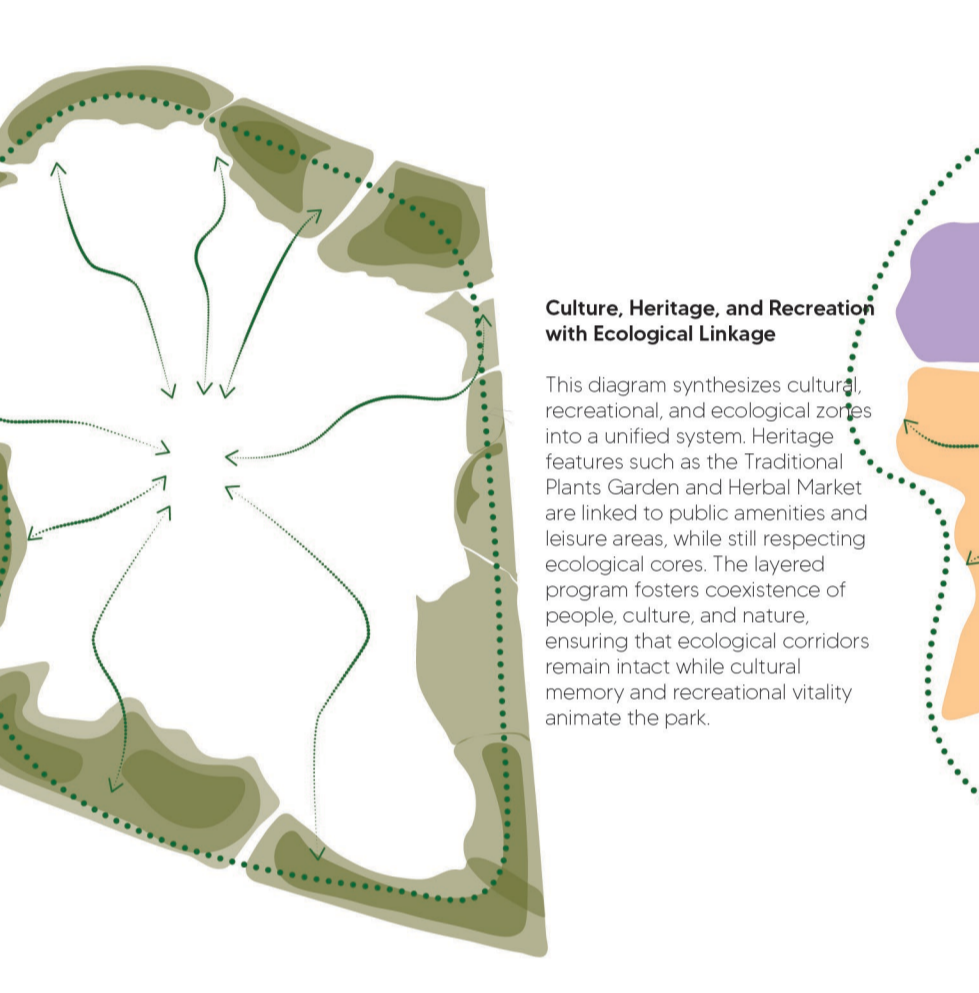 Culture, Heritage, and Recreation
with Ecological Linkage
This diagram synthesizes cultural,
recreational, and ecological zones
into a unified system. Heritage
features such as the Traditional
Plants Garden and Herbal Market
are linked to public amenities and
leisure areas, while still respecting
ecological cores. The layered
program fosters coexistence of
people, culture, and nature,
ensuring that ecological corridors
remain intact while cultural
memory and recreational vitality
animate the park.